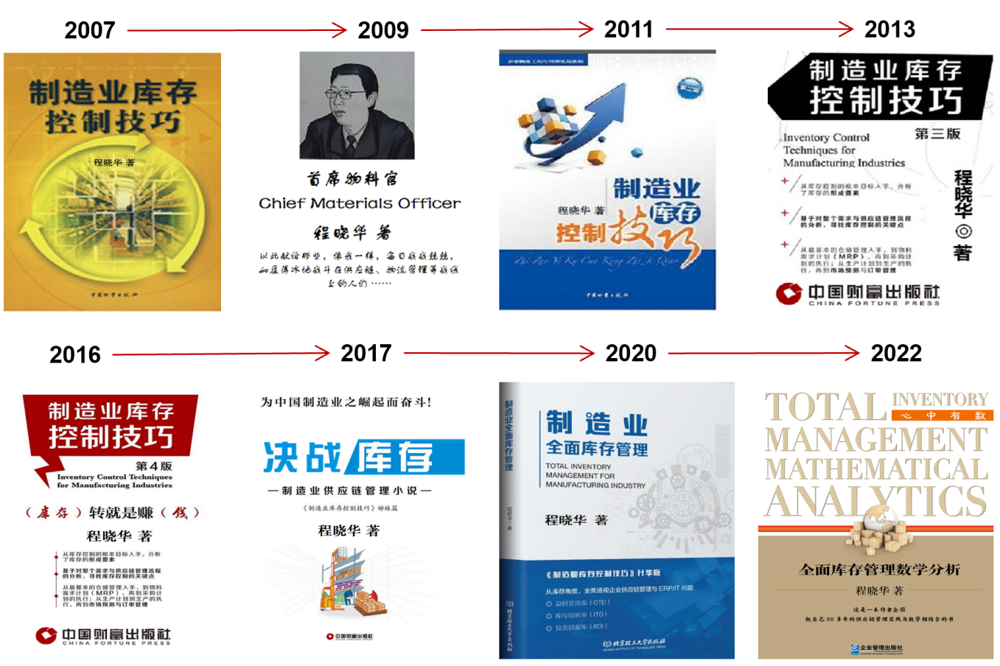 2007
2009
2011
2013
制造业库存
控制技巧
程晓华 著
首席物料官
Chief Materials Officer
程晓华 著
以此献给那些，像我一样，每日战战兢兢，
如履薄冰地战斗在供应链、物流管理等战线
上的人们……
第二版
制造业
库存
程晓华 著
控制技巧
Zhi Zao Ye Ku Cun Kong Zhi Ji Qiao
制造业库存
控制技巧
第三版
Inventory Control
Techniques for
Manufacturing Industries
从库存控制的根本目标入手，分析
了库存的形成要素
基于对整个需求与供应链管理流程
的分析，寻找库存控制的关键点
从最基本的仓储管理人手，到物料
需求计划（MRP），再到采购计
划的执行；从生产计划到生产的执
行，再到市场预测与订单管理
程晓华◎著
中国财富出版社
CHINA FORTUNE PRESS
2016
2017
2020
2022
制造业库存
控制技巧
第4版
Inventory Control Techniques
for Manufacturing Industries
（库存）转就是赚（钱）
程晓华 著
从库存控制的根本目标人手，分析
了库存的形成要素
基于对整个需求与供应链管理流程
的分析，寻找库存控制的关键点
从最基本的仓储管理人手，到物料
需求计划（MRP），再到采购计
划的执行；从生产计划到生产的执
行，再到市场预测与订单管理
中国财富出版社
CHINA FORTUNE PRESS
为中国制造业之崛起而奋斗！
决战库存
—制造业供应链管理小说—
《制造业库存控制技巧》姊妹篇
程晓华 著
中国财富出版社
制造业全面库存管理
程晓华◎著
北京理工大学出版社
制造业
全面库存管理
TOTAL INVENTORY
MANAGEMENT FOR
MANUFACTURING INDUSTRY
程晓华 著
《制造业库存控制技巧》升华版
从库存角度，全面透视企业供应链管理与ERP/IT 问题
◎ 及时交货率（OTD）
◎ 库存周转率（ITO）
◎ 投资回报率（ROI）
北京理工大学出版社
BEIJING INSTITUTE OF TECHNOLOGY PRESS
TOTAL INVENTORY
心中有数
MANAGEMENT
MATHEMATICAL
ANALYTICS
全面库存管理数学分析
程晓华 著
这是一本作者企图
把自己20多年的供应链管理实践与数学相结合的书
企业管理出版社